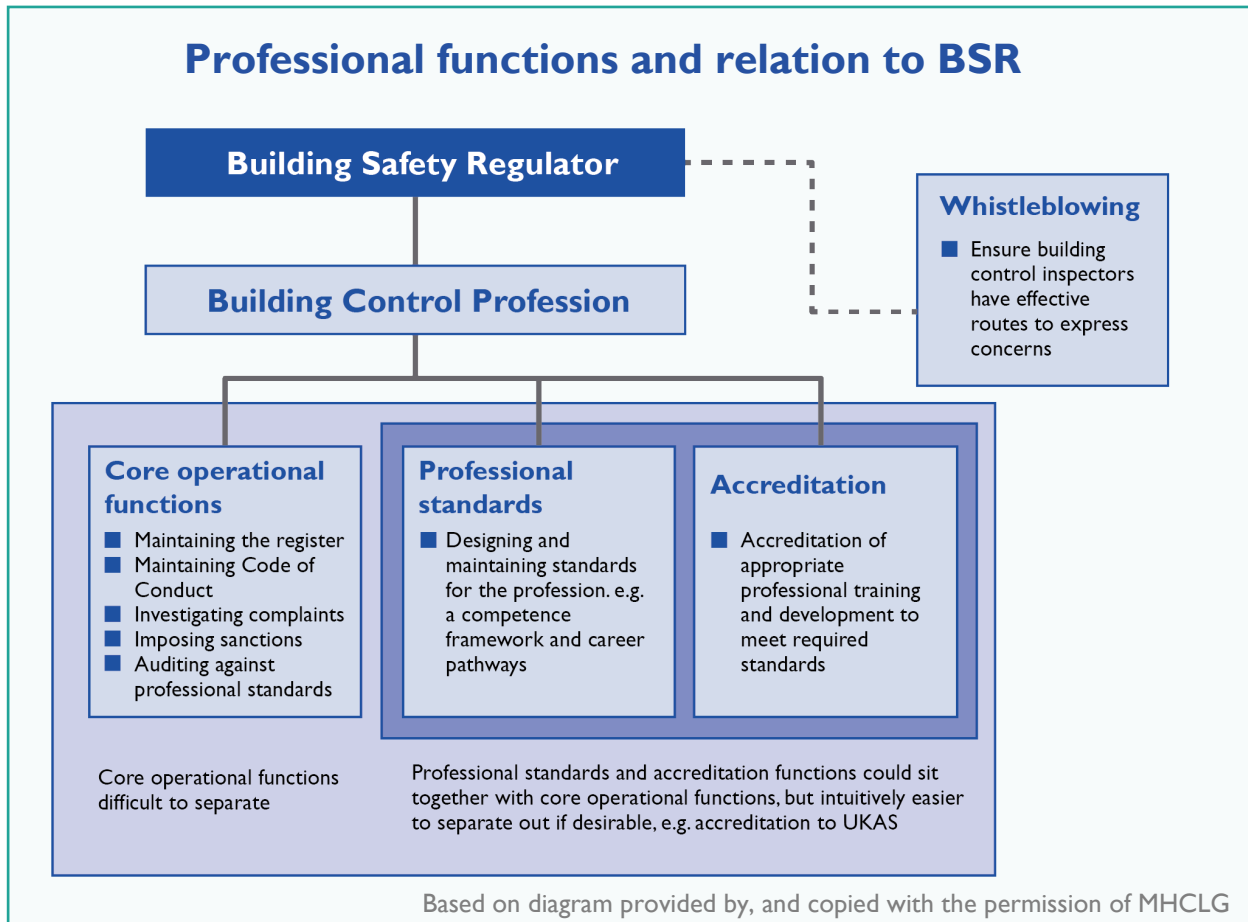 Professional functions and relation to BSR
Building Safety Regulator
Whistleblowing
Ensure building
control inspectors
have effective
routes to express
concerns
Building Control Profession
Core operational
functions
Maintaining the register
Maintaining Code of
Conduct
Investigating complaints
Imposing sanctions
Auditing against
professional standards
Professional
standards
Designing and
maintaining standards
for the profession. e.g.
a competence
framework and career
pathways
Accreditation
Accreditation of
appropriate
professional training
and development to
meet required
standards
Core operational functions
difficult to separate
Professional standards and accreditation functions could sit
together with core operational functions, but intuitively easier
to separate out if desirable, e.g. accreditation to UKAS
Based on diagram provided by, and copied with the permission of MHCLG